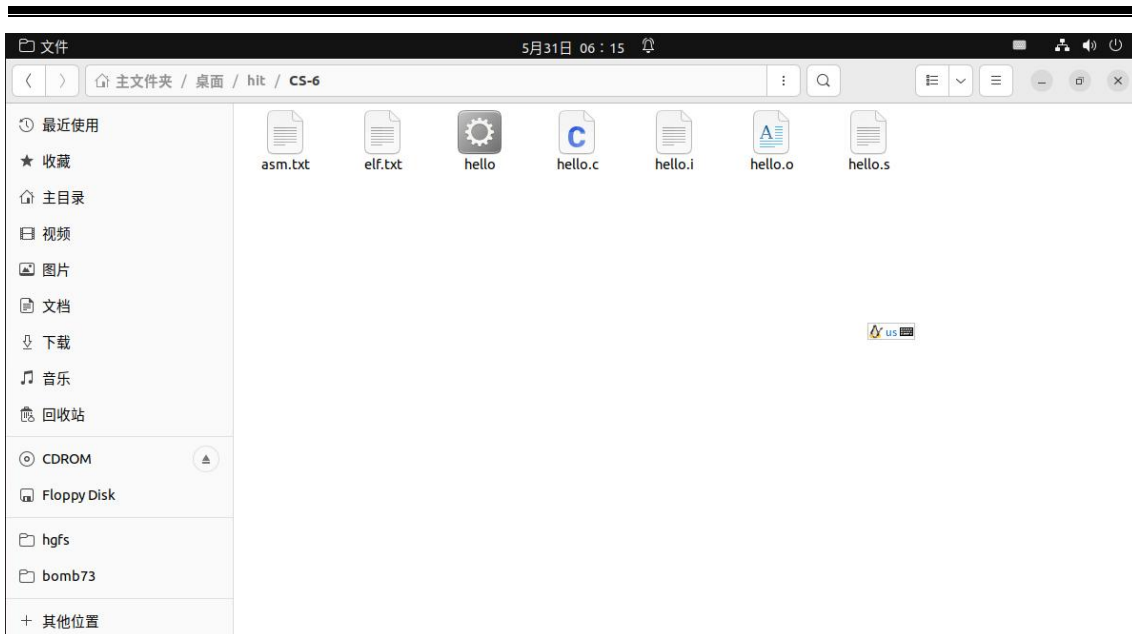 文件
5月31日 06：15
主文件夹 / 桌面 / hit / CS-6
最近使用
收藏
主目录
视频
图片
文档
下载
音乐
回收站
CDROM
Floppy Disk
hgfs
bomb73
+ 其他位置
asm.txt elf.txt hello hello.c hello.i hello.o hello.s
us